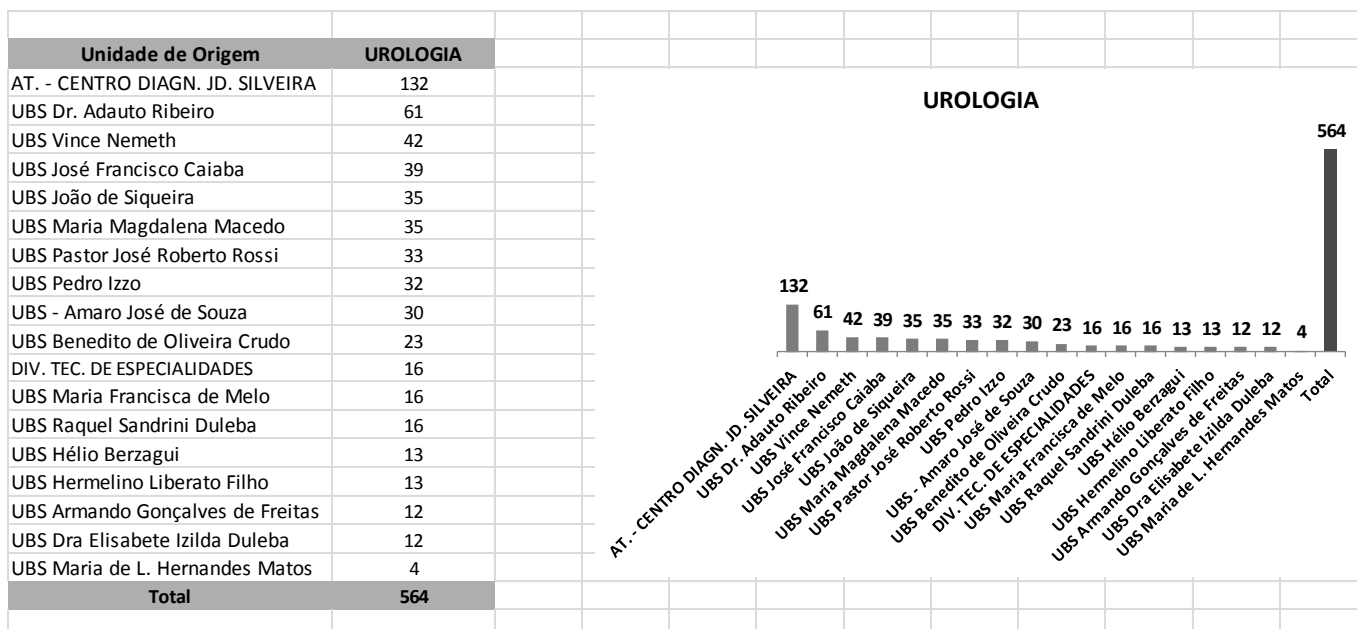 Unidade de Origem UROLOGIA
AT. - CENTRO DIAGN. JD. SILVEIRA 132
UBS Dr. Adauto Ribeiro 61
UBS Vince Nemeth 42
UBS José Francisco Caiaba 39
UBS João de Siqueira 35
UBS Maria Magdalena Macedo 35
UBS Pastor José Roberto Rossi 33
UBS Pedro Izzo 32
UBS - Amaro José de Souza 30
UBS Benedito de Oliveira Crudo 23
DIV. TEC. DE ESPECIALIDADES 16
UBS Maria Francisca de Melo 16
UBS Raquel Sandrini Duleba 16
UBS Hélio Berzagui 13
UBS Hermelino Liberato Filho 13
UBS Armando Gonçalves de Freitas 12
UBS Dra Elisabete Izilda Duleba 12
UBS Maria de L. Hernandes Matos 4
Total 564
UROLOGIA
132 61 42 39 35 35 33 32 30 23 16 16 16 13 13 12 12 4 564
AT. - CENTRO DIAGN. JD. SILVEIRA
UBS Dr. Adauto Ribeiro
UBS Vince Nemeth
UBS José Francisco Caiaba
UBS João de Siqueira
UBS Maria Magdalena Macedo
UBS Pastor José Roberto Rossi
UBS Pedro Izzo
UBS - Amaro José de Souza
UBS Benedito de Oliveira Crudo
DIV. TEC. DE ESPECIALIDADES
UBS Maria Francisca de Melo
UBS Raquel Sandrini Duleba
UBS Hélio Berzagui
UBS Hermelino Liberato Filho
UBS Armando Gonçalves de Freitas
UBS Dra Elisabete Izilda Duleba
UBS Maria de L. Hernandes Matos
Total